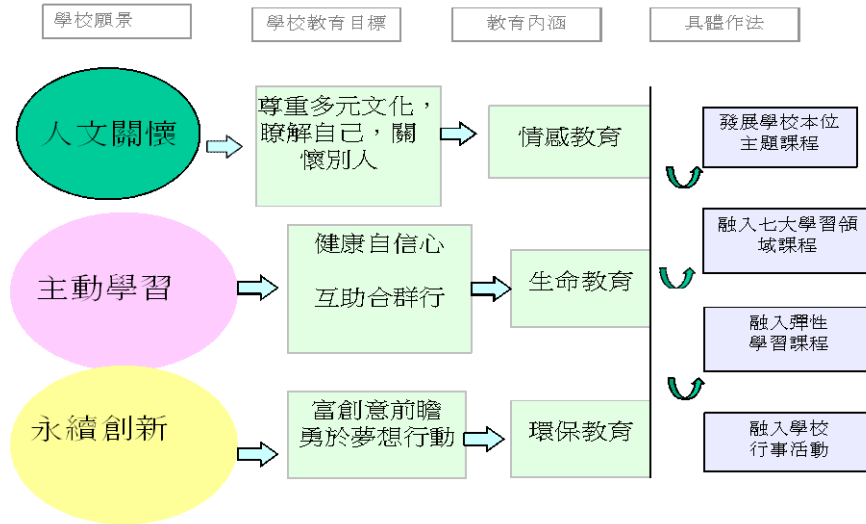 學校願景
學校教育目標
教育內涵
具體作法
人文關懷
尊重多元文化，
瞭解自己，關
懷別人
情感教育
發展學校本位
主題課程
融入七大學習領
域課程
主動學習
健康自信心
互助合群行
生命教育
融入彈性
學習課程
永續創新
富創意前瞻
勇於夢想行動
環保教育
融入學校
行事活動